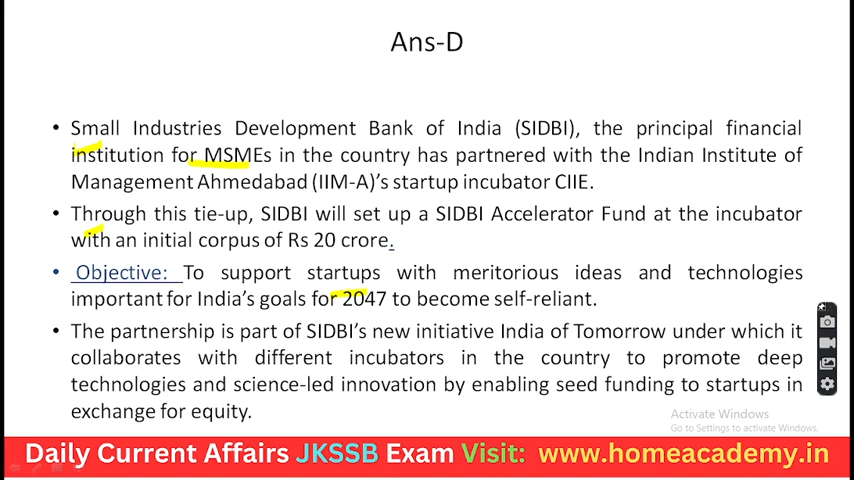 Ans-D
• Small Industries Development Bank of India (SIDBI), the principal financial
institution for MSMEs in the country has partnered with the Indian Institute of
Management Ahmedabad (IIM-A)’s startup incubator CIIE.
• Through this tie-up, SIDBI will set up a SIDBI Accelerator Fund at the incubator
with an initial corpus of Rs 20 crore.
• Objective: To support startups with meritorious ideas and technologies
important for India’s goals for 2047 to become self-reliant.
• The partnership is part of SIDBI’s new initiative India of Tomorrow under which it
collaborates with different incubators in the country to promote deep
technologies and science-led innovation by enabling seed funding to startups in
exchange for equity.
Activate Windows
Go to Settings to activate Windows.
Daily Current Affairs JKSSB Exam Visit: www.homeacademy.in